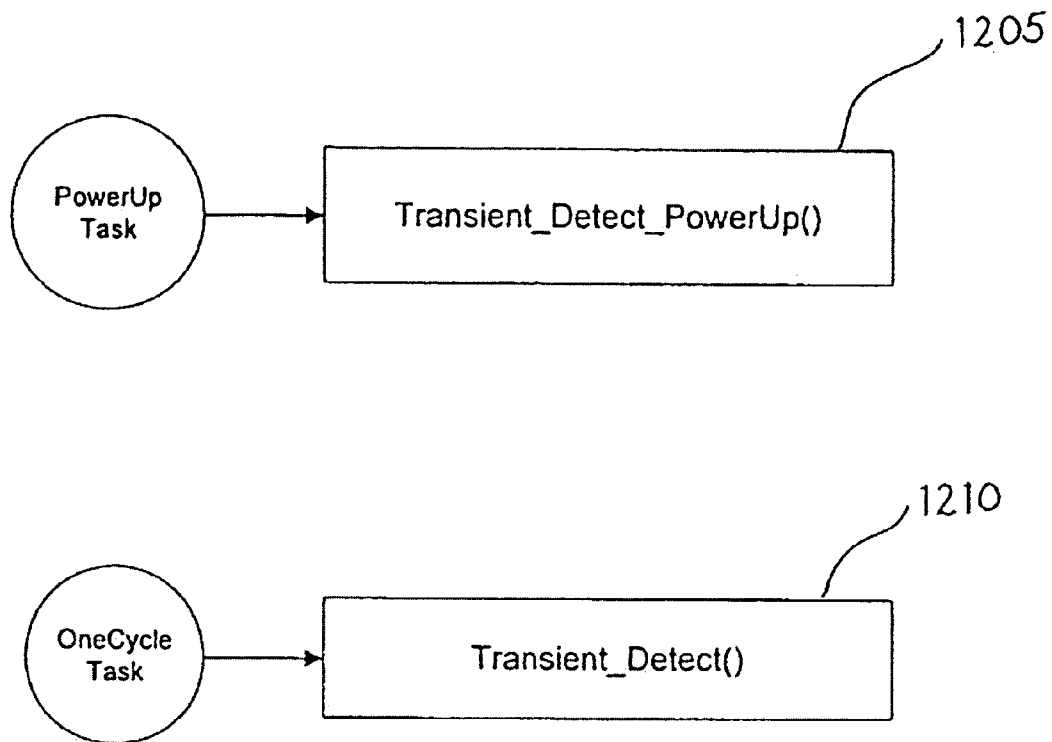 1205
PowerUp
Task
Transient_Detect_PowerUp()
1210
OneCycle
Task
Transient_Detect()